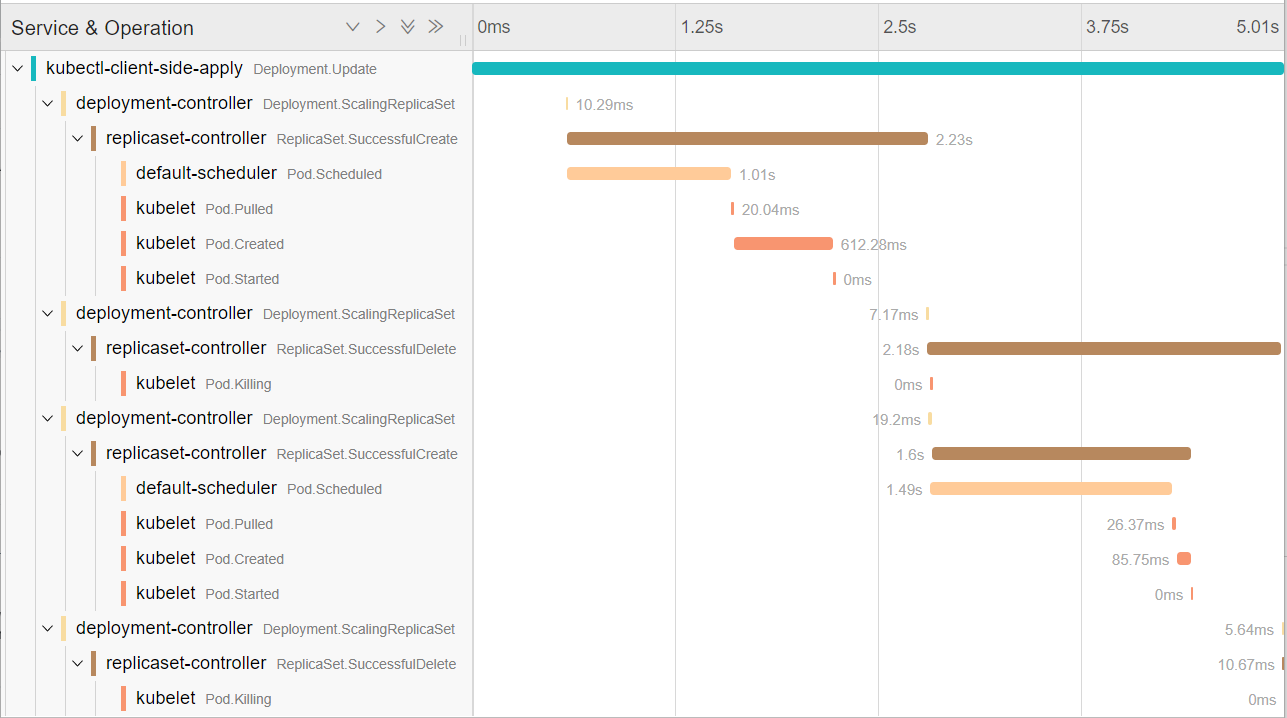 Service & Operation 0ms 1.25s 2.5s 3.75s 5.01s
kubectl-client-side-apply Deployment.Update
deployment-controller Deployment.ScalingReplicaSet 10.29ms
replicaset-controller ReplicaSet.SuccessfulCreate 2.23s
default-scheduler Pod.Scheduled 1.01s
kubelet Pod.Pulled 20.04ms
kubelet Pod.Created 612.28ms
kubelet Pod.Started 0ms
deployment-controller Deployment.ScalingReplicaSet 7.17ms
replicaset-controller ReplicaSet.SuccessfulDelete 2.18s
kubelet Pod.Killing 0ms
deployment-controller Deployment.ScalingReplicaSet 19.2ms
replicaset-controller ReplicaSet.SuccessfulCreate 1.6s
default-scheduler Pod.Scheduled 1.49s
kubelet Pod.Pulled 26.37ms
kubelet Pod.Created 85.75ms
kubelet Pod.Started 0ms
deployment-controller Deployment.ScalingReplicaSet 5.64ms
replicaset-controller ReplicaSet.SuccessfulDelete 10.67ms
kubelet Pod.Killing 0ms